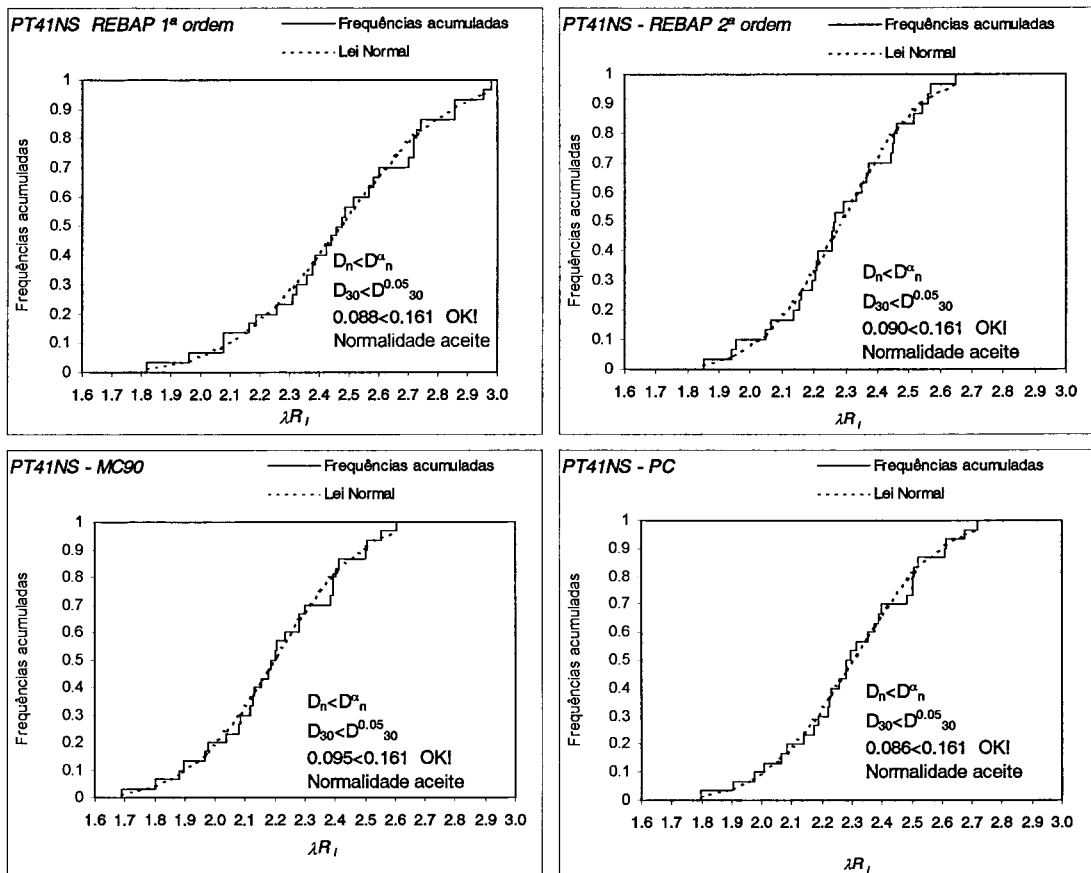 PT41NS REBAP 1ª ordem
Frequências acumuladas
Lei Normal
Frequências acumuladas
1
0.9
0.8
0.7
0.6
0.5
0.4
0.3
0.2
0.1
0
Dₙ<Dᵅₙ
D₃₀<D⁰·⁰⁵₃₀
0.088<0.161 OK!
Normalidade aceite
1.6 1.7 1.8 1.9 2.0 2.1 2.2 2.3 2.4 2.5 2.6 2.7 2.8 2.9 3.0
λR_l
PT41NS - REBAP 2ª ordem
Frequências acumuladas
Lei Normal
Frequências acumuladas
1
0.9
0.8
0.7
0.6
0.5
0.4
0.3
0.2
0.1
0
Dₙ<Dᵅₙ
D₃₀<D⁰·⁰⁵₃₀
0.090<0.161 OK!
Normalidade aceite
1.6 1.7 1.8 1.9 2.0 2.1 2.2 2.3 2.4 2.5 2.6 2.7 2.8 2.9 3.0
λR_l
PT41NS - MC90
Frequências acumuladas
Lei Normal
Frequências acumuladas
1
0.9
0.8
0.7
0.6
0.5
0.4
0.3
0.2
0.1
0
Dₙ<Dᵅₙ
D₃₀<D⁰·⁰⁵₃₀
0.095<0.161 OK!
Normalidade aceite
1.6 1.7 1.8 1.9 2.0 2.1 2.2 2.3 2.4 2.5 2.6 2.7 2.8 2.9 3.0
λR_l
PT41NS - PC
Frequências acumuladas
Lei Normal
Frequências acumuladas
1
0.9
0.8
0.7
0.6
0.5
0.4
0.3
0.2
0.1
0
Dₙ<Dᵅₙ
D₃₀<D⁰·⁰⁵₃₀
0.086<0.161 OK!
Normalidade aceite
1.6 1.7 1.8 1.9 2.0 2.1 2.2 2.3 2.4 2.5 2.6 2.7 2.8 2.9 3.0
λR_l